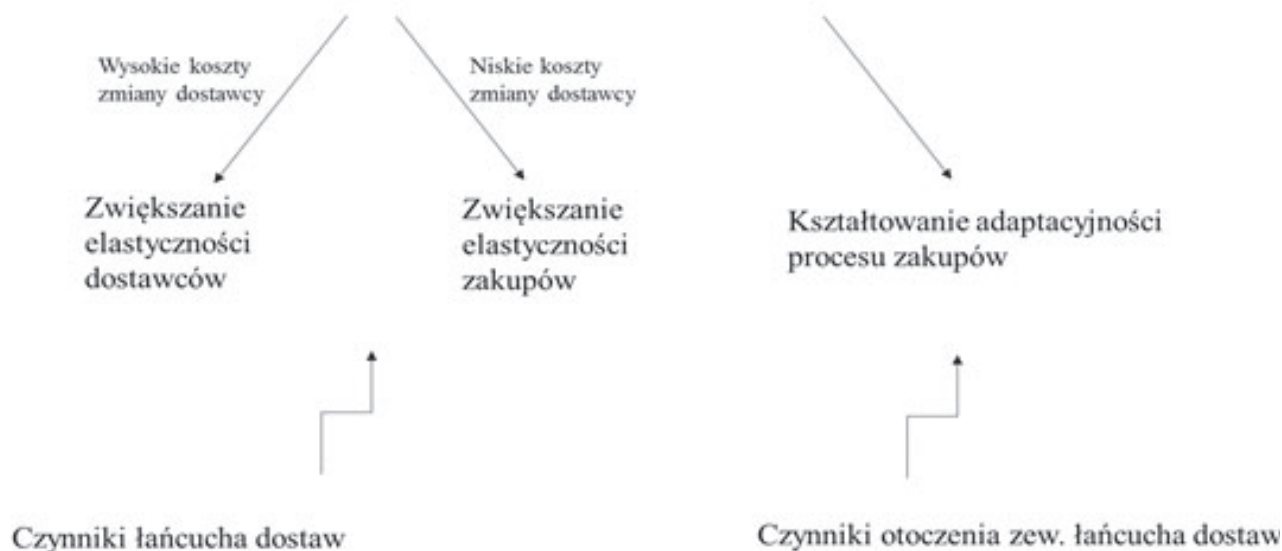 Wysokie koszty
zmiany dostawcy
Niskie koszty
zmiany dostawcy
Zwiększanie
elastyczności
dostawców
Zwiększanie
elastyczności
zakupów
Kształtowanie adaptacyjności
procesu zakupów
Czynniki łańcucha dostaw
Czynniki otoczenia zew. łańcucha dostaw